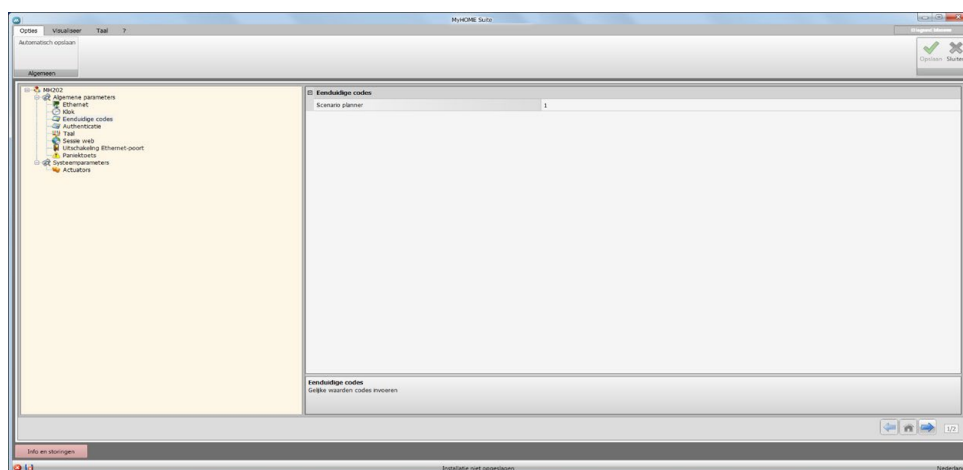 MyHOME Suite
Opties Visualiseer Taal ?
Automatisch opslaan
Opslaan Sluiten
Algemeen
MH202
Algemene parameters
Ethernet
Klok
Eenduidige codes
Authenticatie
Taal
Sessie web
Uitschakeling Ethernet-poort
Paniektoets
Systeemparameters
Actuators
Eenduidige codes
Scenario planner 1
Eenduidige codes
Gelijke waarden codes invoeren
1/2
Info en storingen
Installatie niet opgeslagen
Nederlan